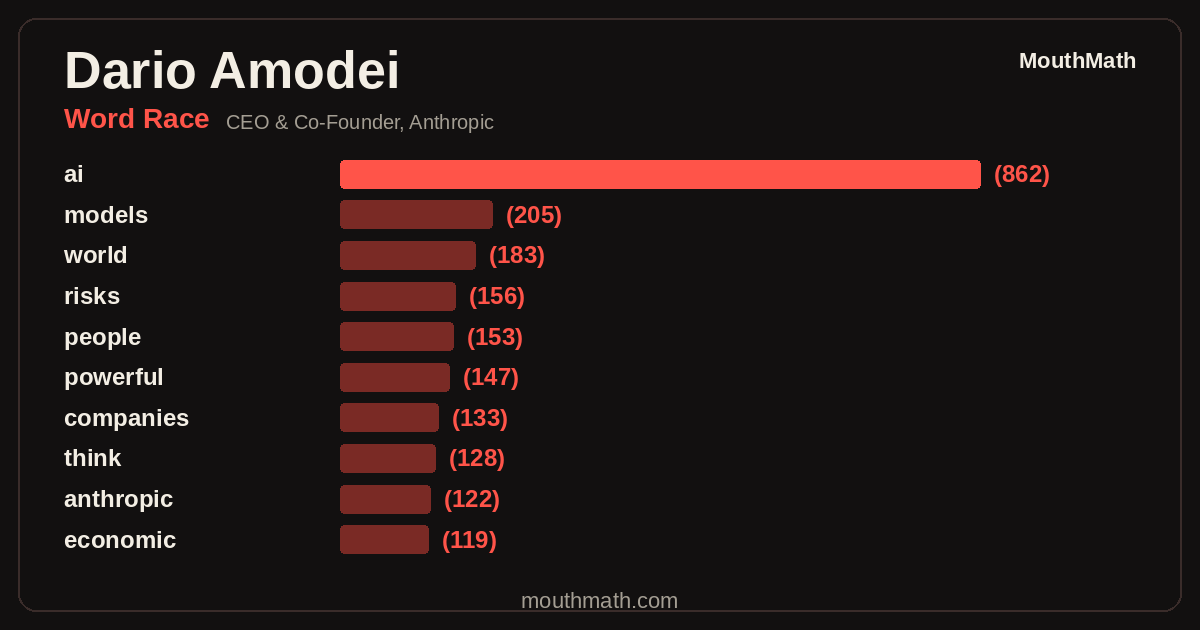 Dario Amodei
MouthMath
Word Race CEO & Co-Founder, Anthropic
ai (862)
models (205)
world (183)
risks (156)
people (153)
powerful (147)
companies (133)
think (128)
anthropic (122)
economic (119)
mouthmath.com